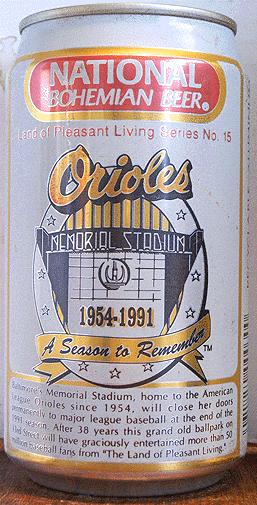 NATIONAL
BOHEMIAN BEER®
Land of Pleasant Living Series No. 15
Orioles
MEMORIAL STADIUM
1954-1991
A Season to Remember™
Baltimore's Memorial Stadium, home to the American
League Orioles since 1954, will close her doors
permanently to major league baseball at the end of the
1991 season. After 38 years this grand old ballpark on
33rd Street will have graciously entertained more than 50
million baseball fans from "The Land of Pleasant Living."